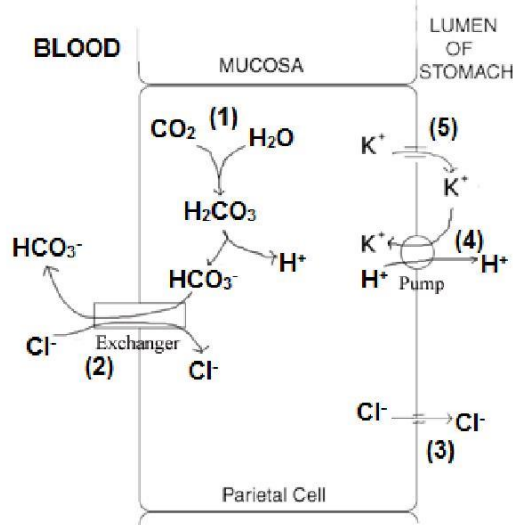 BLOOD
MUCOSA
LUMEN
OF
STOMACH
CO₂ (1) H₂O
H₂CO₃
HCO₃⁻ H⁺
HCO₃⁻
Cl⁻
(2)
Exchanger
Cl⁻
K⁺ (5)
K⁺
K⁺ (4)
H⁺ Pump H⁺
Cl⁻ Cl⁻
(3)
Parietal Cell